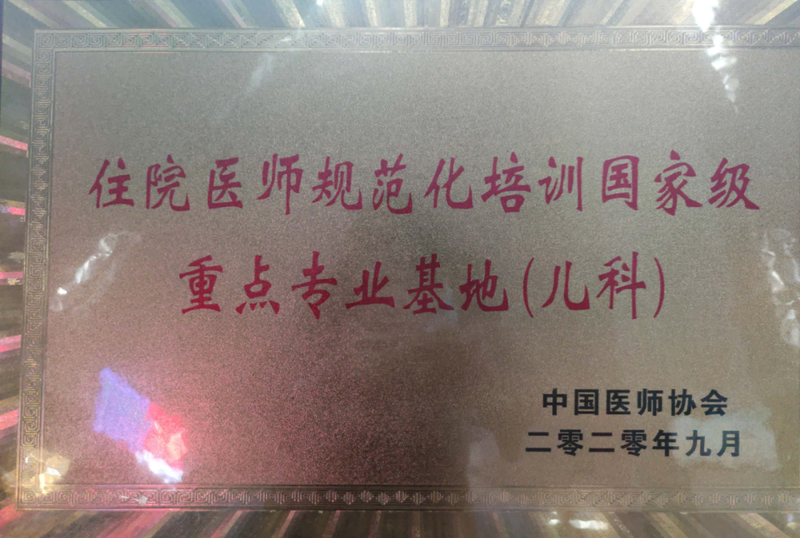 住院医师规范化培训国家级
重点专业基地(儿科)
中国医师协会
二零二零年九月